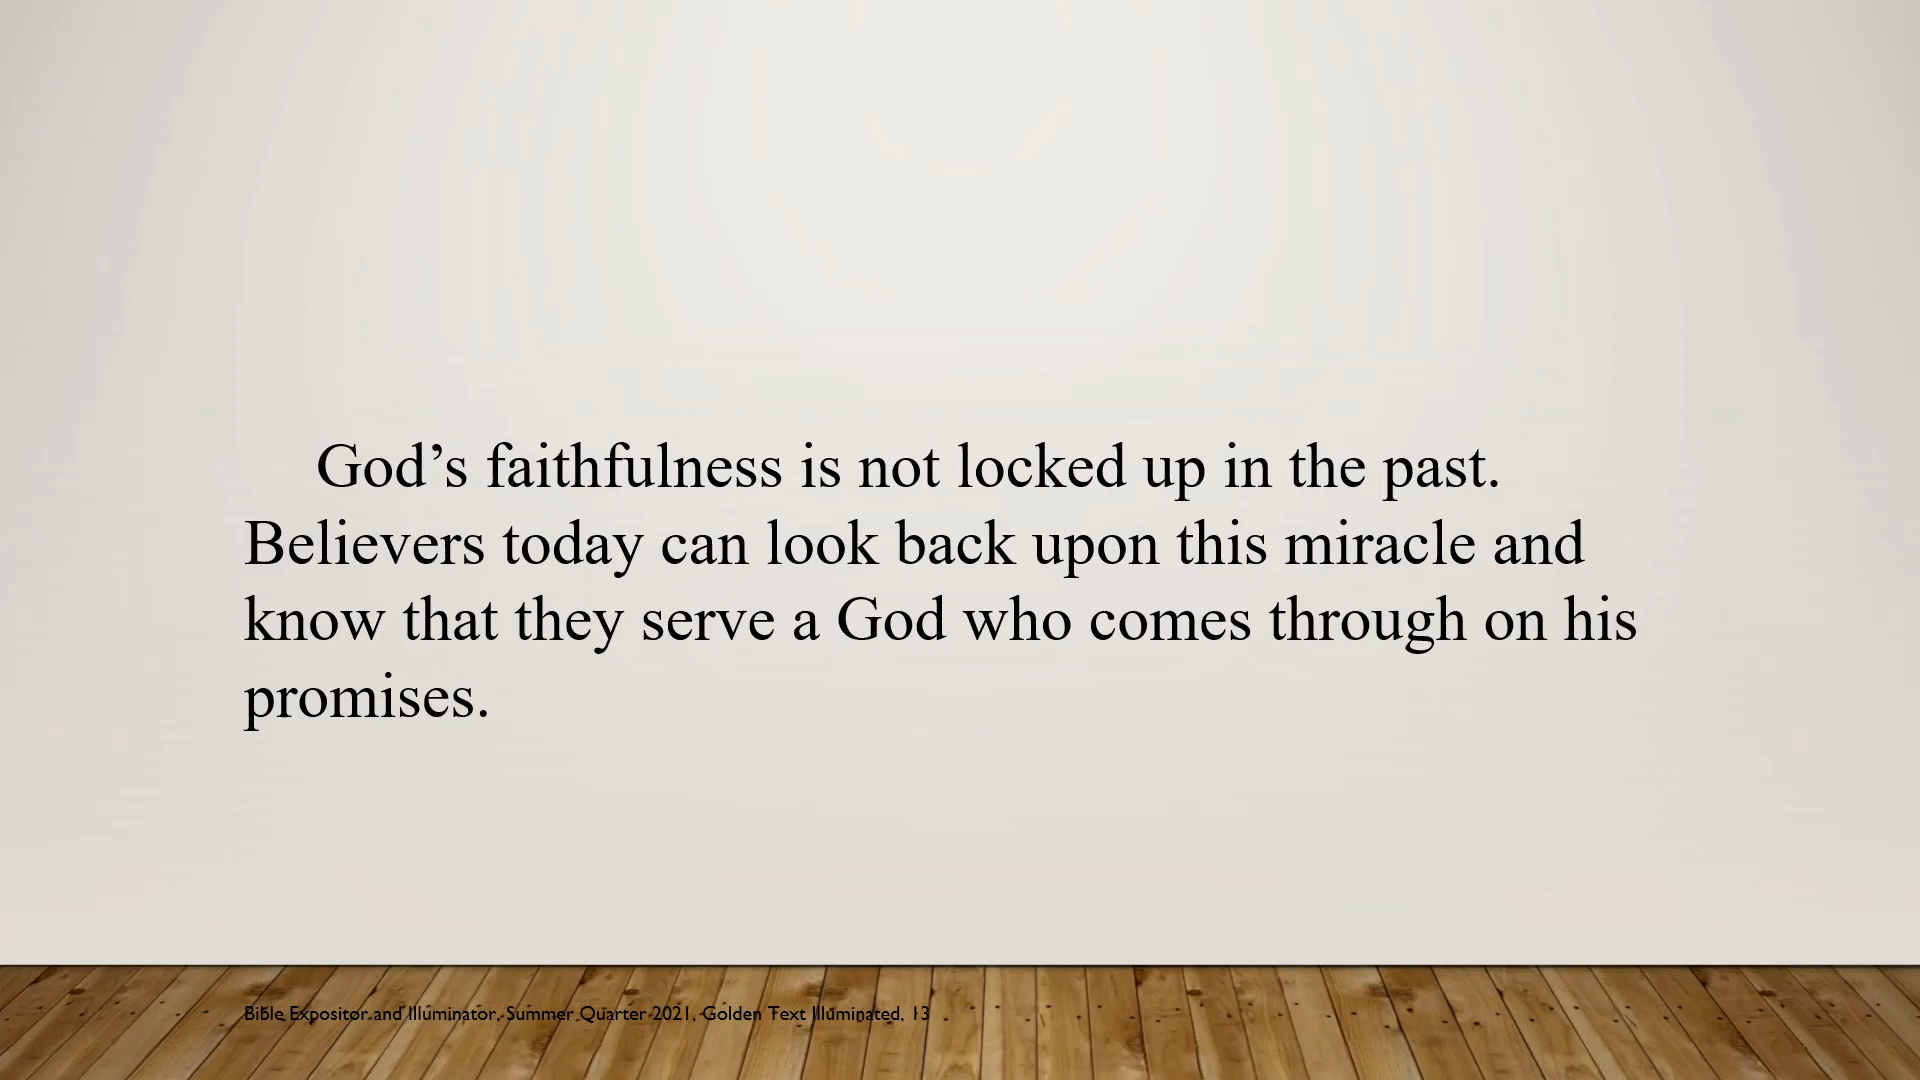 God’s faithfulness is not locked up in the past.
Believers today can look back upon this miracle and
know that they serve a God who comes through on his
promises.
Bible Expositor and Illuminator, Summer Quarter 2021, Golden Text Illuminated, 13